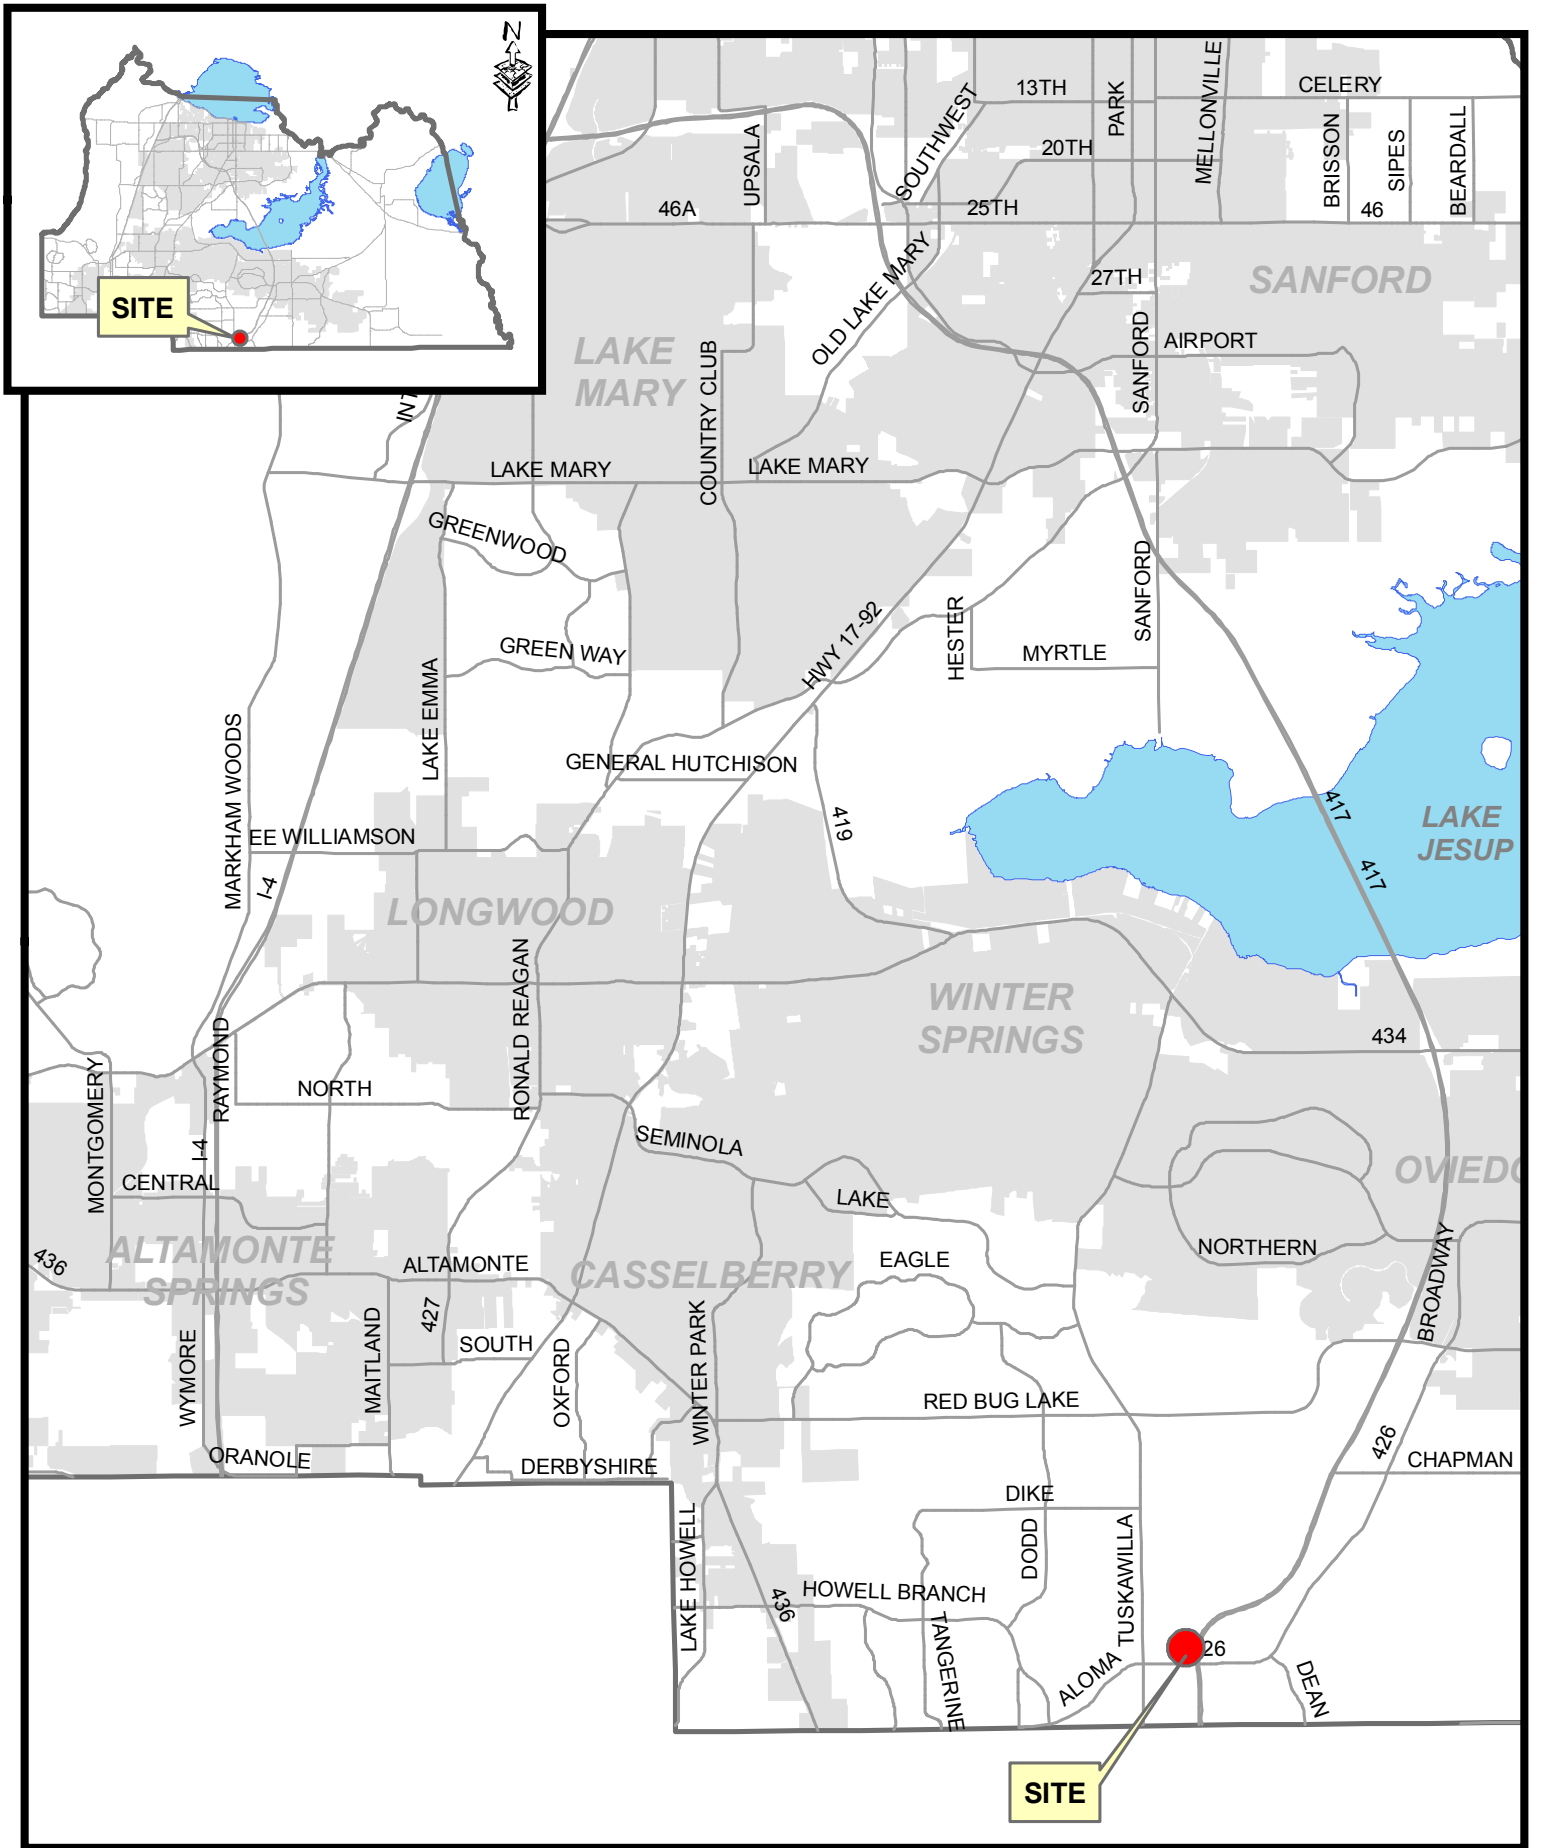 N
SITE
13TH
CELERY
PARK
MELLONVILLE
SOUTHWEST
UPSALA
20TH
BRISSON
SIPES
BEARDALL
46A
25TH
46
OLD LAKE MARY
27TH
SANFORD
LAKE
MARY
COUNTRY CLUB
SANFORD
AIRPORT
LAKE MARY
LAKE MARY
GREENWOOD
SANFORD
HESTER
HWY 17-92
GREEN WAY
MYRTLE
LAKE EMMA
MARKHAM WOODS
GENERAL HUTCHISON
419
417
LAKE
JESUP
EE WILLIAMSON
I-4
417
LONGWOOD
RONALD REAGAN
WINTER
SPRINGS
434
RAYMOND
MONTGOMERY
NORTH
SEMINOLA
I-4
CENTRAL
LAKE
436
ALTAMONTE
SPRINGS
ALTAMONTE
CASSELBERRY
EAGLE
NORTHERN
BROADWAY
427
SOUTH
MAITLAND
WYMORE
OXFORD
WINTER PARK
RED BUG LAKE
426
ORANOLE
DERBYSHIRE
CHAPMAN
DIKE
DODD
TUSKAWILLA
LAKE HOWELL
HOWELL BRANCH
436
TANGERINE
ALOMA
26
DEAN
SITE